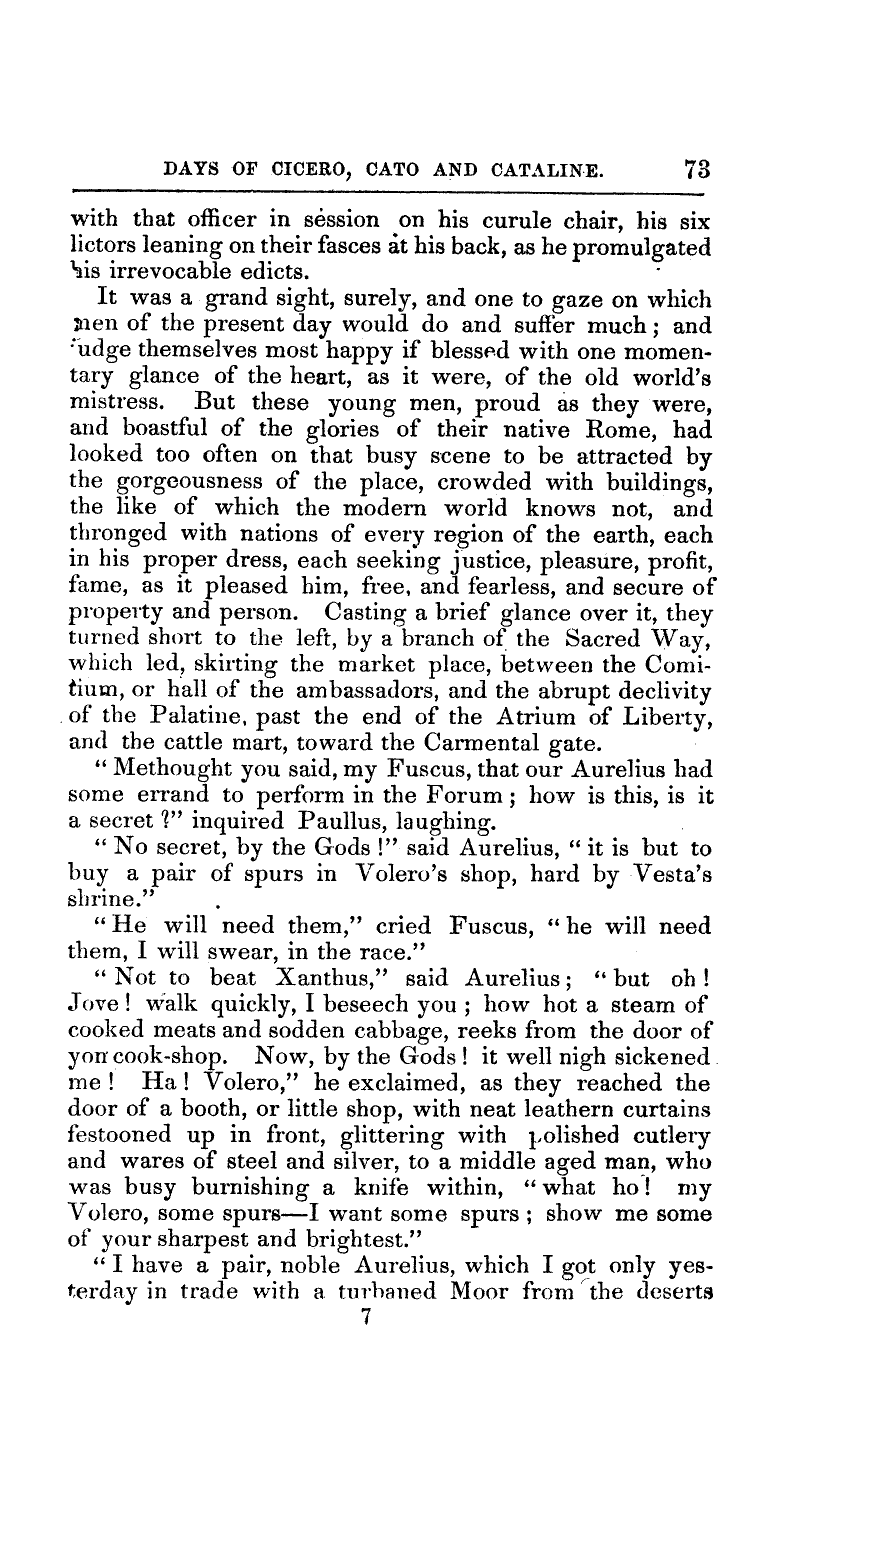 DAYS OF CICERO, CATO AND CATALINE. 73
with that officer in session on his curule chair, his six
lictors leaning on their fasces at his back, as he promulgated
his irrevocable edicts.
It was a grand sight, surely, and one to gaze on which
men of the present day would do and suffer much ; and
judge themselves most happy if blessed with one momen-
tary glance of the heart, as it were, of the old world's
mistress. But these young men, proud as they were,
and boastful of the glories of their native Rome, had
looked too often on that busy scene to be attracted by
the gorgeousness of the place, crowded with buildings,
the like of which the modern world knows not, and
thronged with nations of every region of the earth, each
in his proper dress, each seeking justice, pleasure, profit,
fame, as it pleased him, free, and fearless, and secure of
property and person. Casting a brief glance over it, they
turned short to the left, by a branch of the Sacred Way,
which led, skirting the market place, between the Comi-
tium, or hall of the ambassadors, and the abrupt declivity
of the Palatine, past the end of the Atrium of Liberty,
and the cattle mart, toward the Carmental gate.
“ Methought you said, my Fuscus, that our Aurelius had
some errand to perform in the Forum ; how is this, is it
a secret ?” inquired Paullus, laughing.
“ No secret, by the Gods !” said Aurelius, “ it is but to
buy a pair of spurs in Volero's shop, hard by Vesta's
shrine.”
“ He will need them,” cried Fuscus, “ he will need
them, I will swear, in the race.”
“ Not to beat Xanthus,” said Aurelius ; “ but oh !
Jove ! walk quickly, I beseech you ; how hot a steam of
cooked meats and sodden cabbage, reeks from the door of
yon cook-shop. Now, by the Gods ! it well nigh sickened
me ! Ha ! Volero,” he exclaimed, as they reached the
door of a booth, or little shop, with neat leathern curtains
festooned up in front, glittering with polished cutlery
and wares of steel and silver, to a middle aged man, who
was busy burnishing a knife within, “ what ho ! my
Volero, some spurs—I want some spurs ; show me some
of your sharpest and brightest.”
“ I have a pair, noble Aurelius, which I got only yes-
terday in trade with a turbaned Moor from the deserts
7